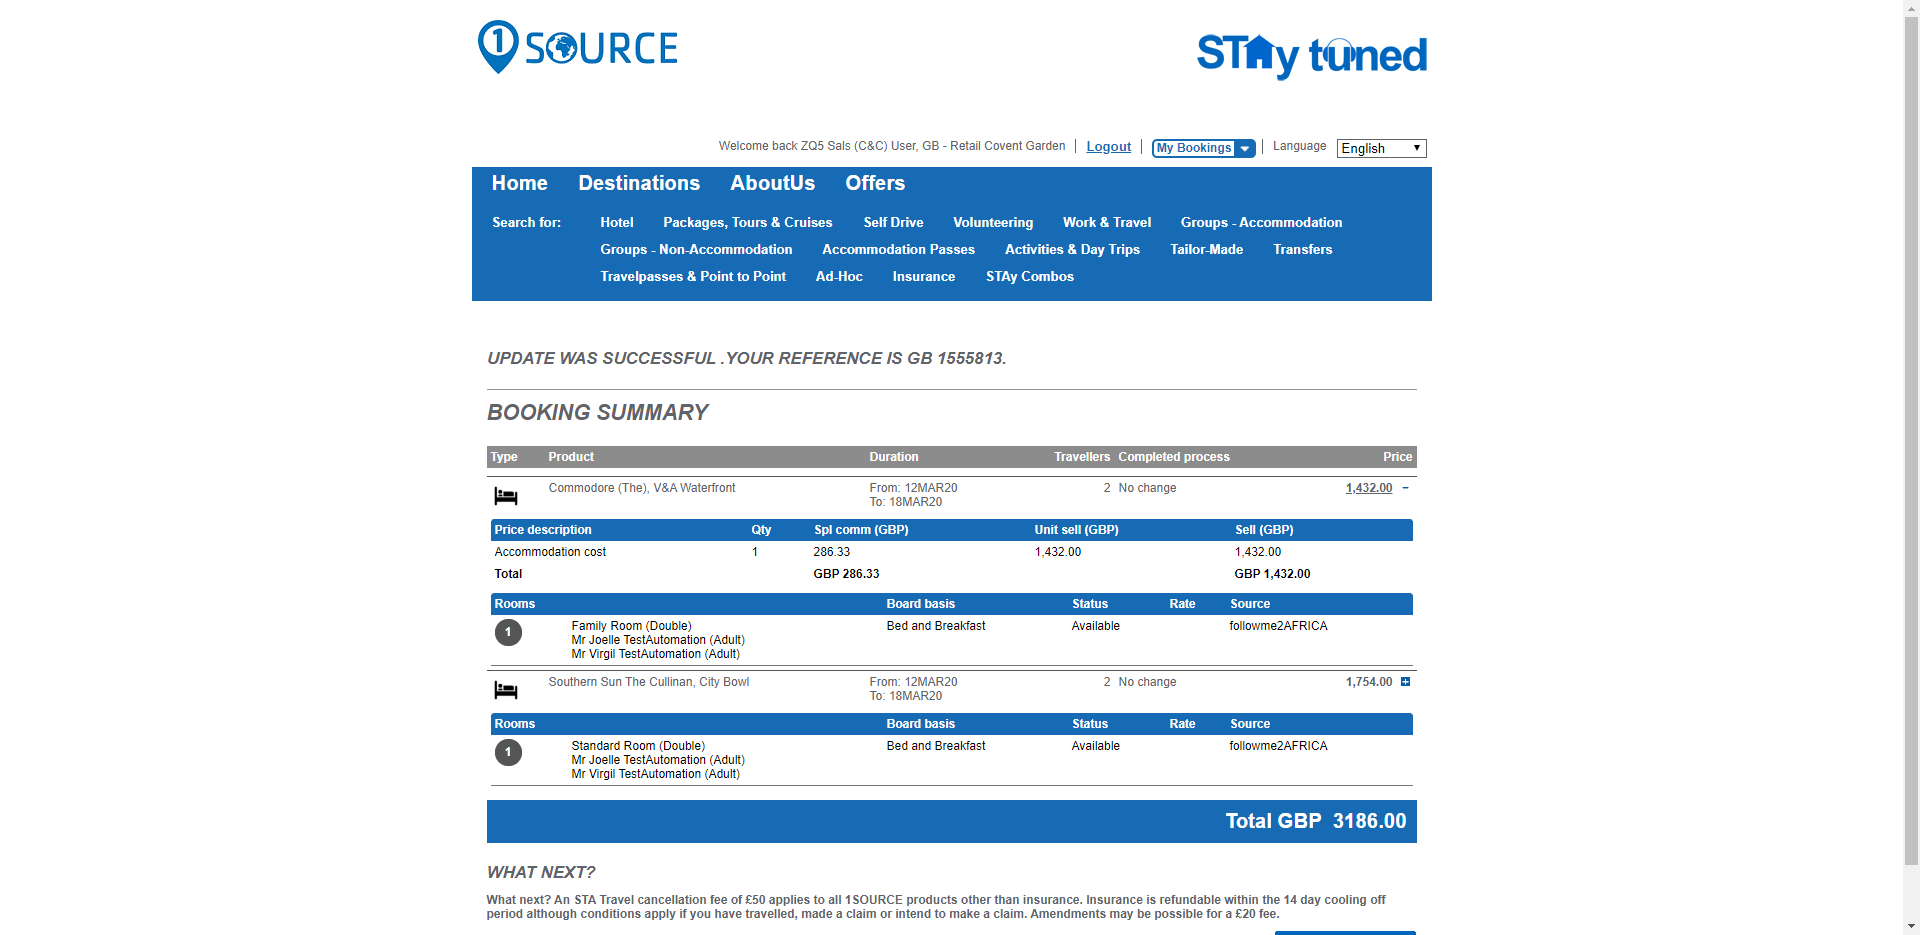 1 SOURCE
STAy tuned
Welcome back ZQ5 Sals (C&C) User, GB - Retail Covent Garden Logout My Bookings Language English
Home Destinations AboutUs Offers
Search for: Hotel Packages, Tours & Cruises Self Drive Volunteering Work & Travel Groups - Accommodation
Groups - Non-Accommodation Accommodation Passes Activities & Day Trips Tailor-Made Transfers
Travelpasses & Point to Point Ad-Hoc Insurance STAy Combos
UPDATE WAS SUCCESSFUL .YOUR REFERENCE IS GB 1555813.
BOOKING SUMMARY
Type Product Duration Travellers Completed process Price
Commodore (The), V&A Waterfront From: 12MAR20 2 No change 1,432.00 –
To: 18MAR20
Price description Qty Spl comm (GBP) Unit sell (GBP) Sell (GBP)
Accommodation cost 1 286.33 1,432.00 1,432.00
Total GBP 286.33 GBP 1,432.00
Rooms Board basis Status Rate Source
1 Family Room (Double) Bed and Breakfast Available followme2AFRICA
Mr Joelle TestAutomation (Adult)
Mr Virgil TestAutomation (Adult)
Southern Sun The Cullinan, City Bowl From: 12MAR20 2 No change 1,754.00 +
To: 18MAR20
Rooms Board basis Status Rate Source
1 Standard Room (Double) Bed and Breakfast Available followme2AFRICA
Mr Joelle TestAutomation (Adult)
Mr Virgil TestAutomation (Adult)
Total GBP 3186.00
WHAT NEXT?
What next? An STA Travel cancellation fee of £50 applies to all 1SOURCE products other than insurance. Insurance is refundable within the 14 day cooling off
period although conditions apply if you have travelled, made a claim or intend to make a claim. Amendments may be possible for a £20 fee.